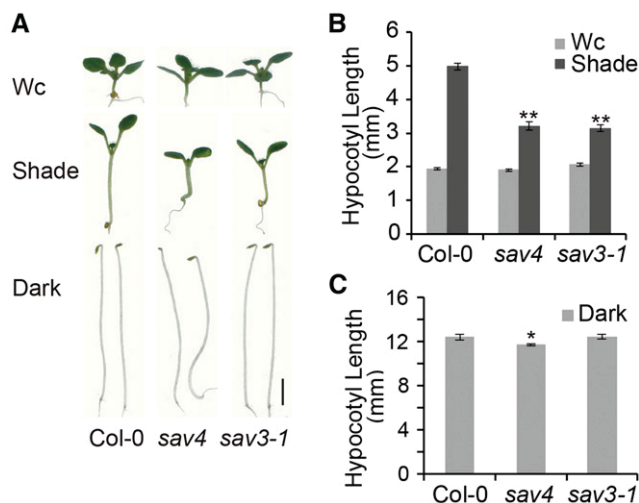 A
Wc
Shade
Dark
Col-0 sav4 sav3-1
B
Wc
Shade
Hypocotyl Length
(mm)
6
5
4
3
2
1
0
** **
Col-0 sav4 sav3-1
C
Dark
Hypocotyl Length
(mm)
16
12
8
4
0
*
Col-0 sav4 sav3-1